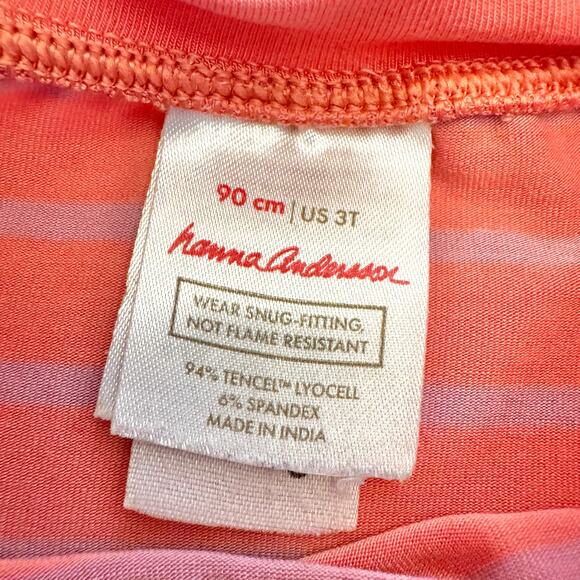 90 cm | US 3T
hanna andersson
WEAR SNUG-FITTING,
NOT FLAME RESISTANT
94% TENCEL™ LYOCELL
6% SPANDEX
MADE IN INDIA